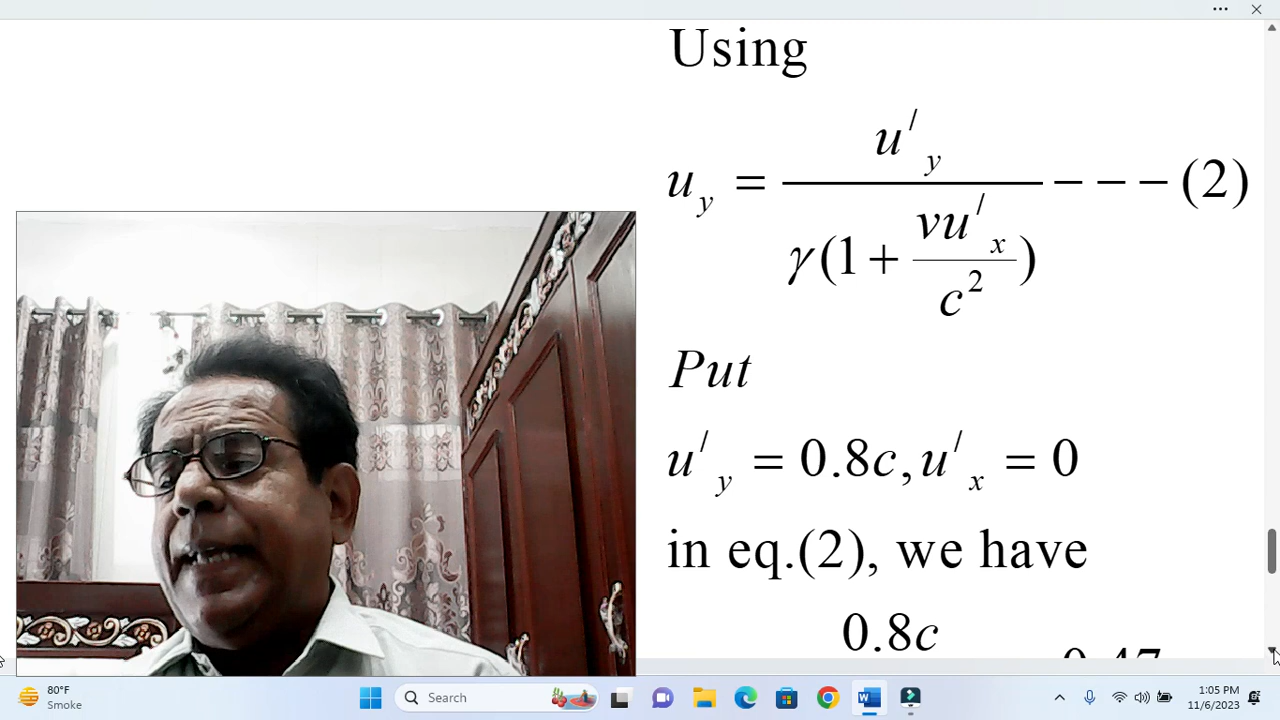 Using
u_y = u'_y / γ(1 + vu'_x / c²) - - - (2)
Put
u'_y = 0.8c, u'_x = 0
in eq.(2), we have
0.8c
80°F
Smoke
Search
1:05 PM
11/6/2023